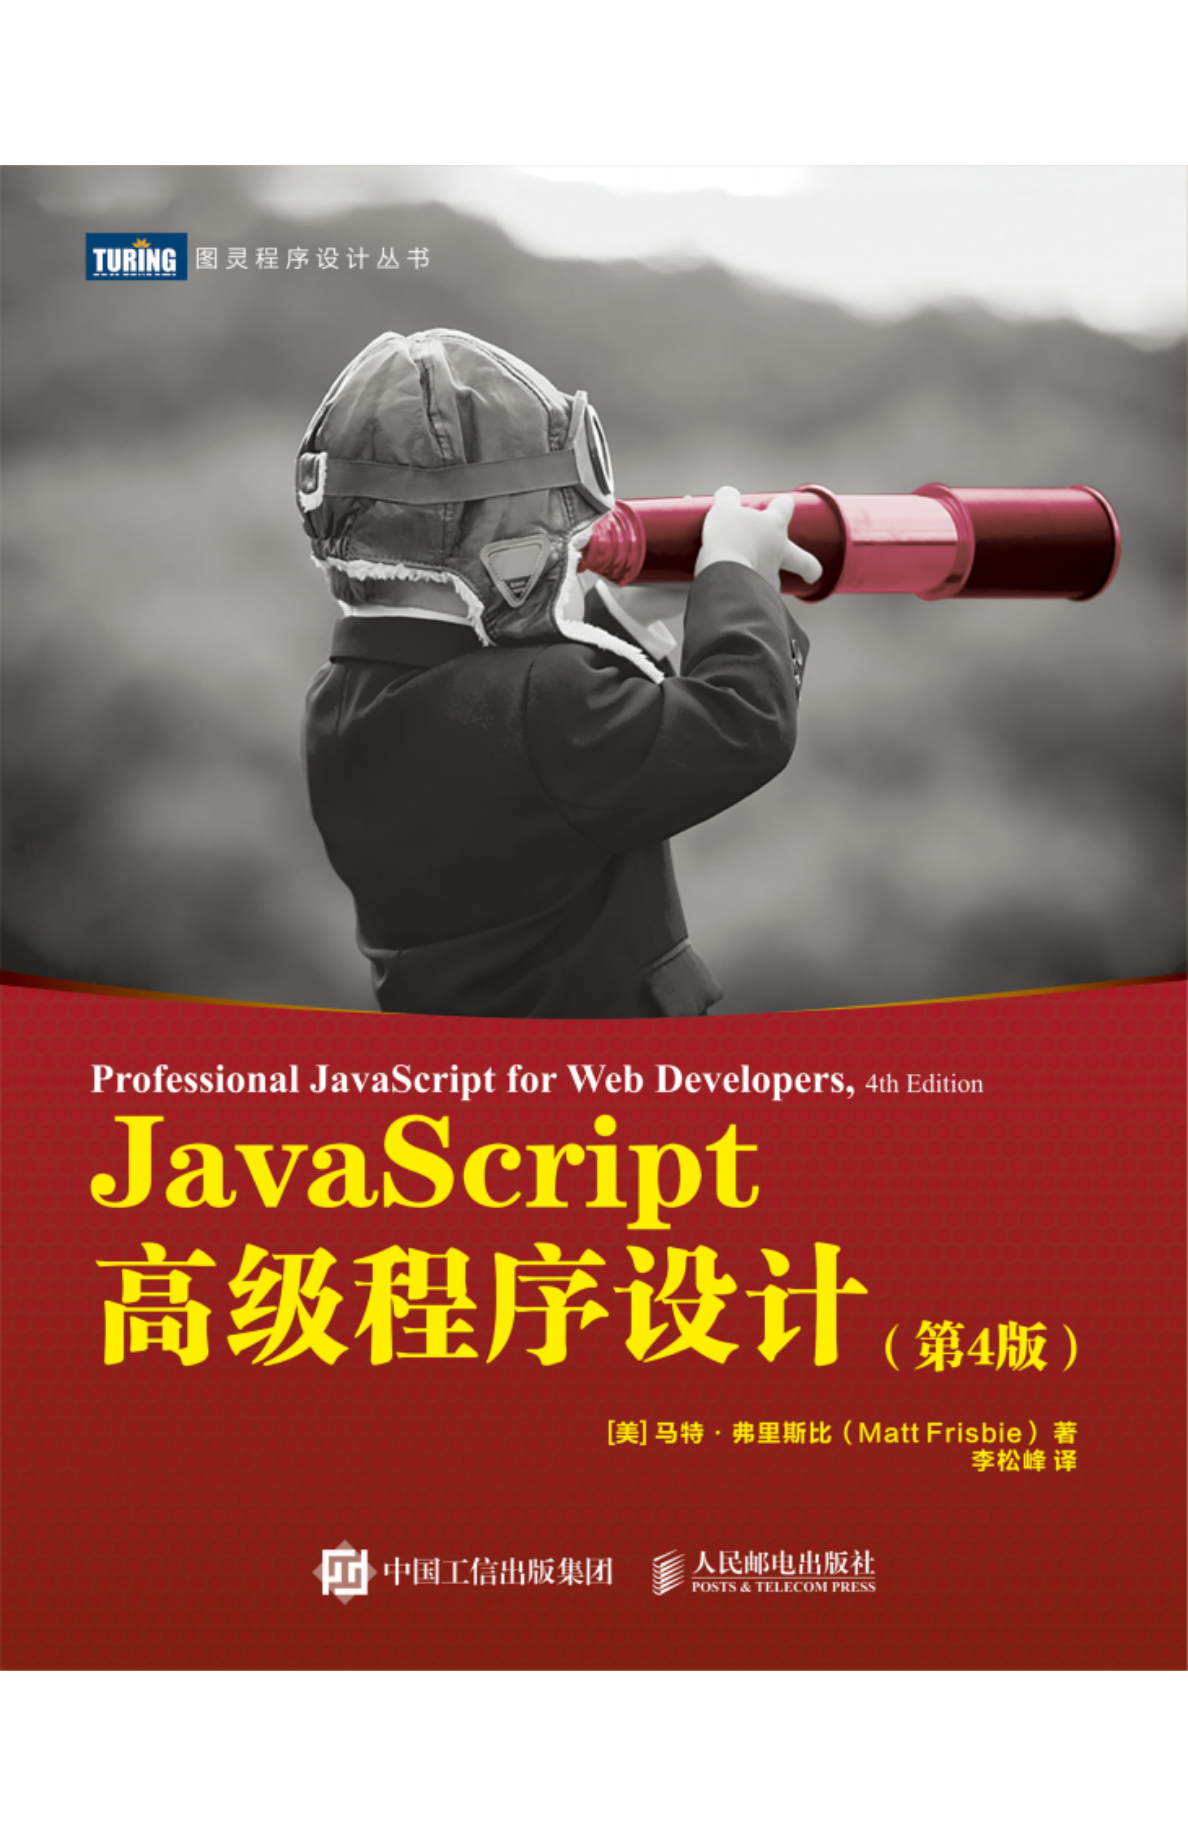 TURING 图灵程序设计丛书
Professional JavaScript for Web Developers, 4th Edition
JavaScript
高级程序设计（第4版）
[美] 马特·弗里斯比（Matt Frisbie）著
李松峰 译
中国工信出版集团 人民邮电出版社
POSTS & TELECOM PRESS